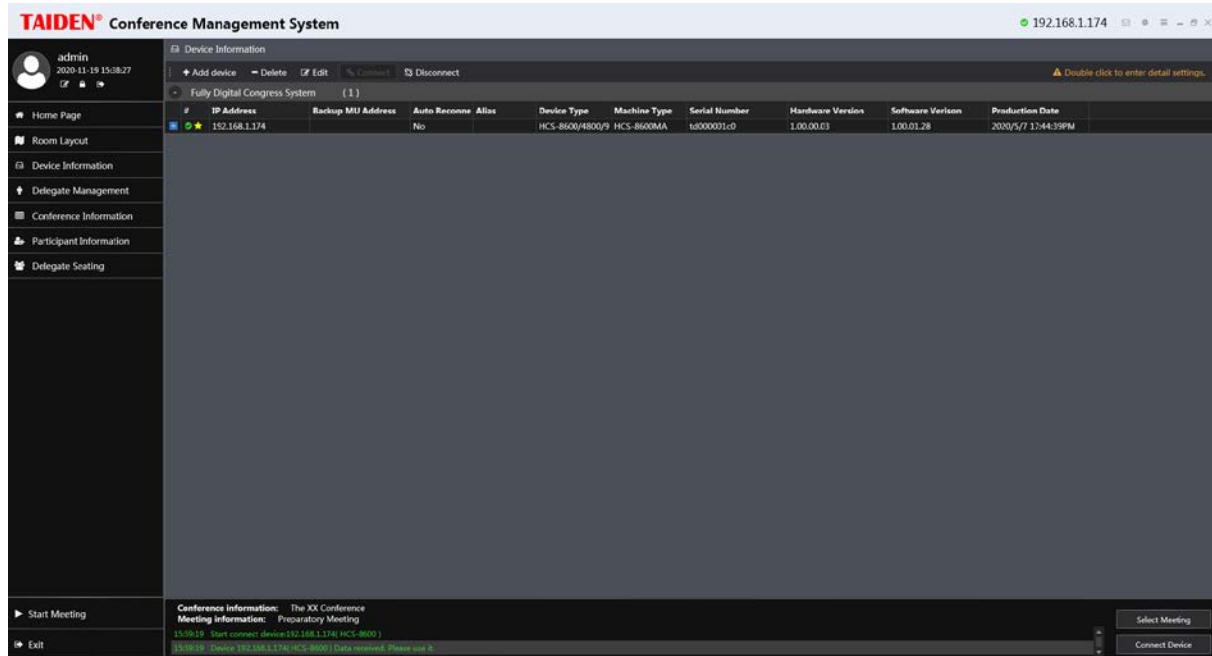 TAIDEN® Conference Management System
192.168.1.174
admin
2020-11-19 15:38:27
Device Information
+ Add device − Delete Edit Connect Disconnect
Double click to enter detail settings.
Fully Digital Congress System (1)
# IP Address Backup MU Address Auto Reconne Alias Device Type Machine Type Serial Number Hardware Version Software Verison Production Date
192.168.1.174 No HCS-8600/4800/9 HCS-8600MA td000031c0 1.00.00.03 1.00.01.28 2020/5/7 17:44:39PM
Home Page
Room Layout
Device Information
Delegate Management
Conference Information
Participant Information
Delegate Seating
Start Meeting
Exit
Conference information: The XX Conference
Meeting information: Preparatory Meeting
15:59:19 Start connect device:192.168.1.174( HCS-8600 )
15:59:19 Device 192.168.1.174( HCS-8600 ) Data received. Please use it.
Select Meeting
Connect Device